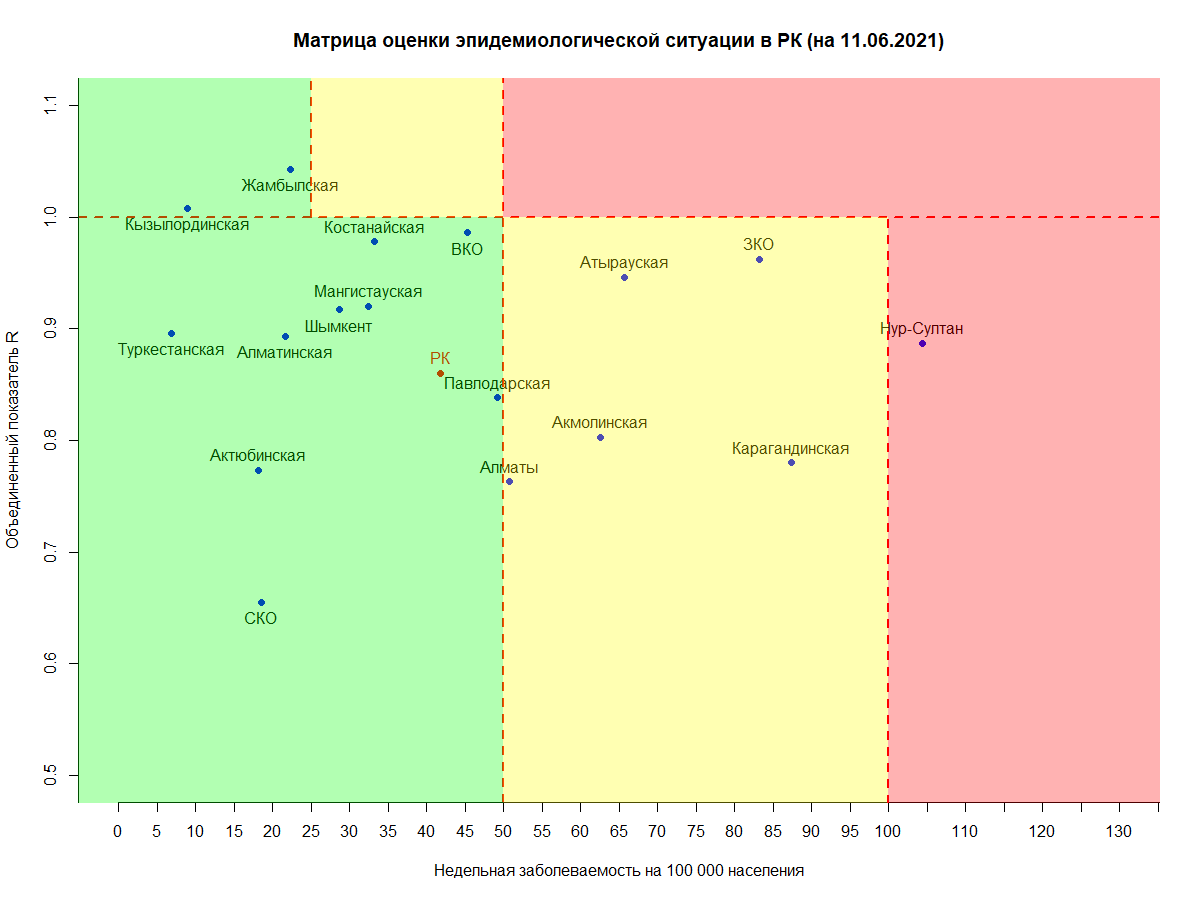 Матрица оценки эпидемиологической ситуации в РК (на 11.06.2021)
Объединенный показатель R
1.1
1.0
0.9
0.8
0.7
0.6
0.5
Жамбылская
Кызылординская
Костанайская
ВКО
ЗКО
Атырауская
Мангистауская
Шымкент
Нур-Султан
Туркестанская
Алматинская
РК
Павлодарская
Акмолинская
Карагандинская
Актюбинская
Алматы
СКО
0 5 10 15 20 25 30 35 40 45 50 55 60 65 70 75 80 85 90 95 100 110 120 130
Недельная заболеваемость на 100 000 населения